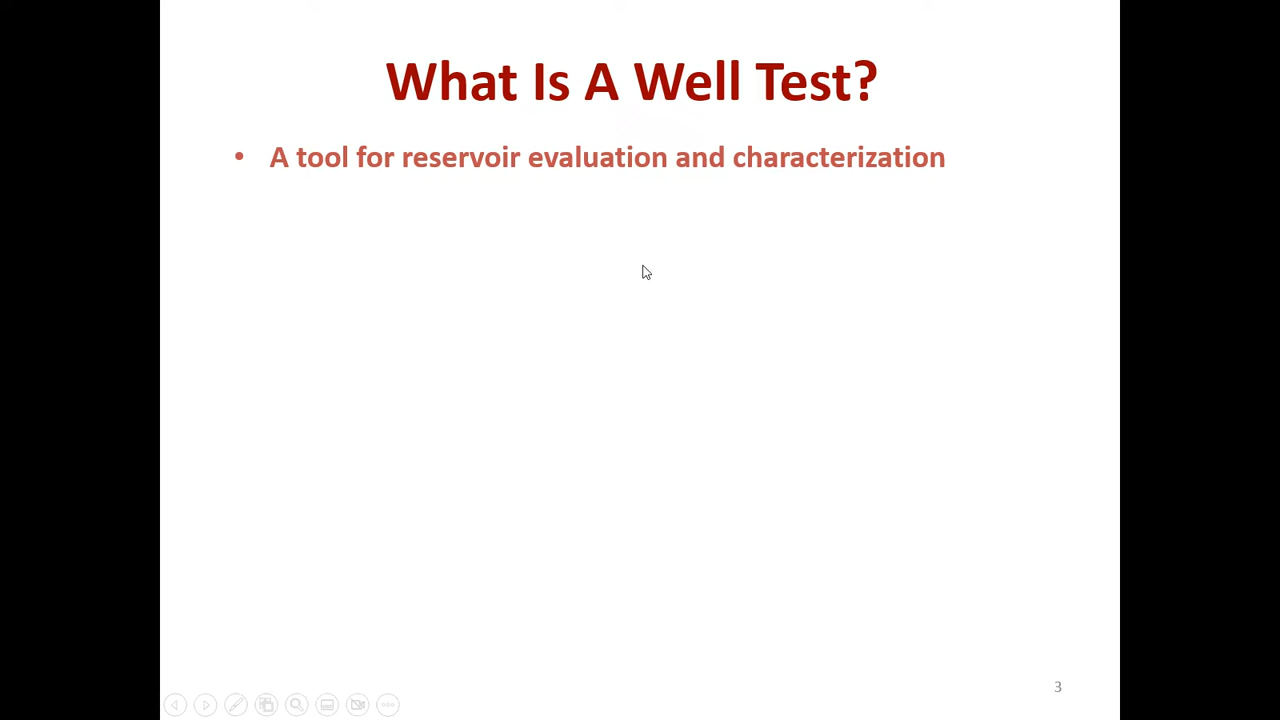 What Is A Well Test?
• A tool for reservoir evaluation and characterization
3